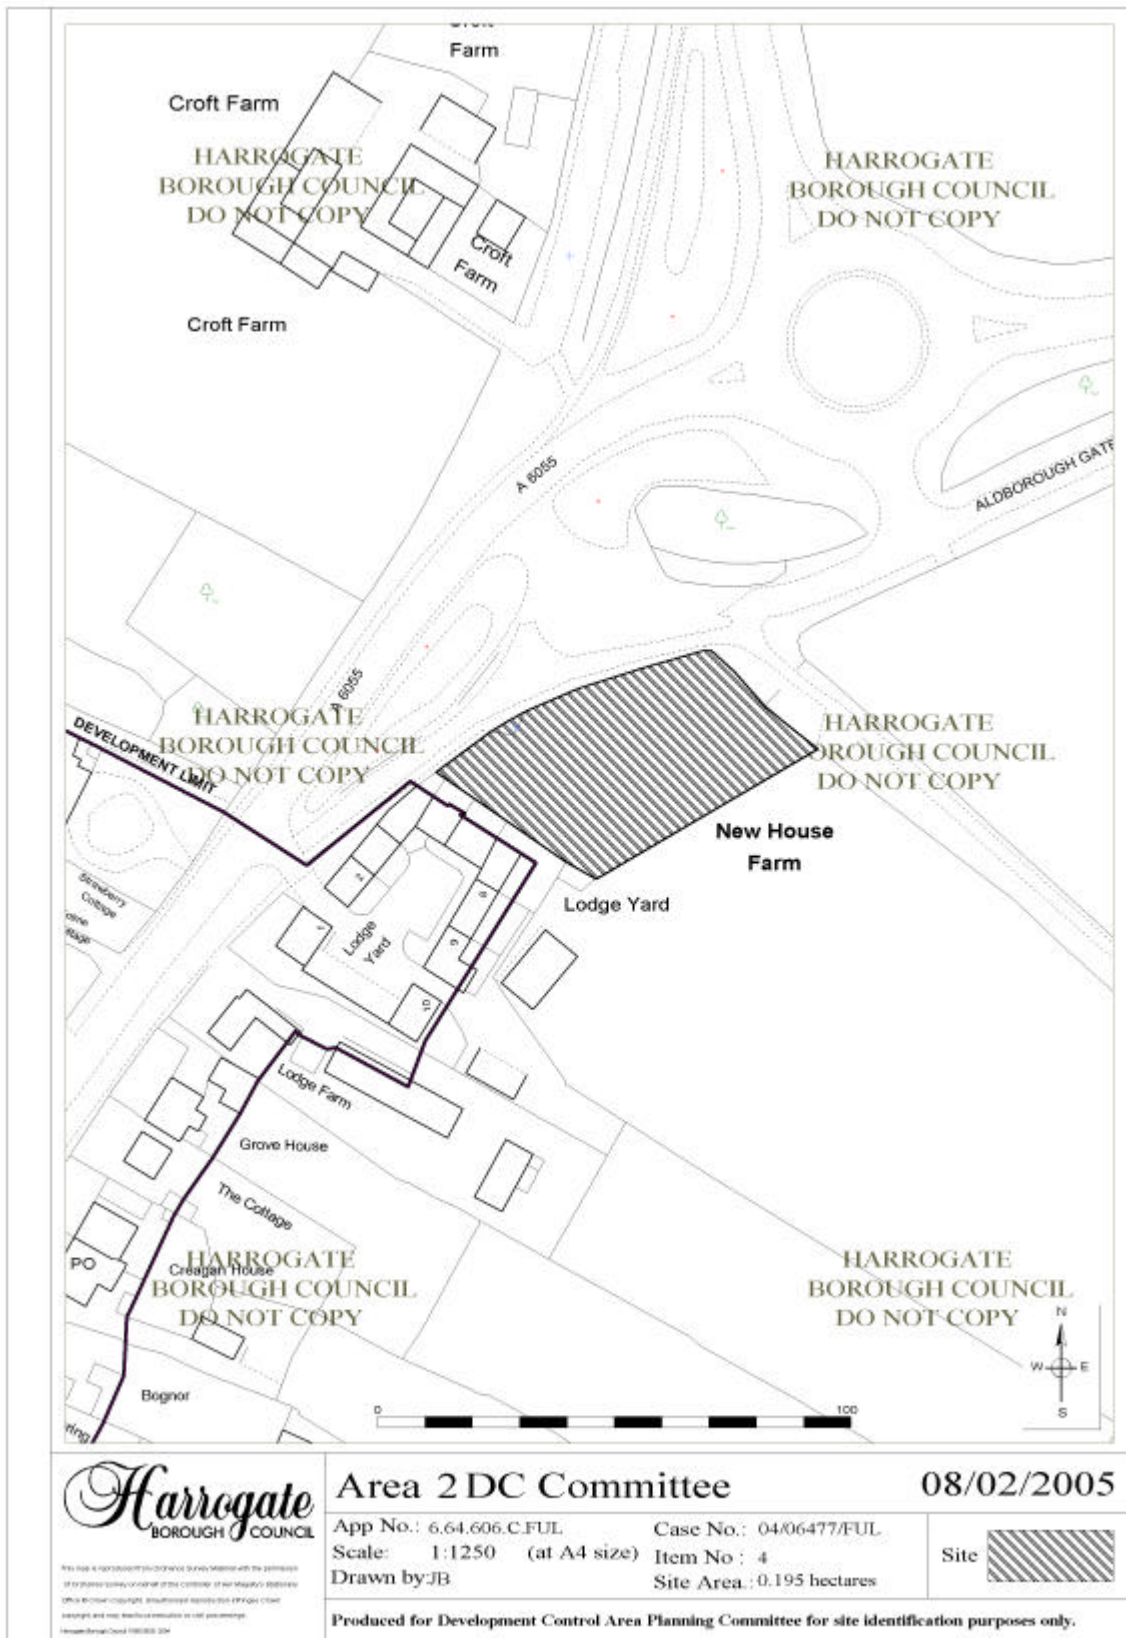 Farm
Croft Farm
HARROGATE
BOROUGH COUNCIL
DO NOT COPY
HARROGATE
BOROUGH COUNCIL
DO NOT COPY
Croft
Farm
Croft Farm
A 6055
ALDBOROUGH GATE
A 6055
DEVELOPMENT LIMIT
HARROGATE
BOROUGH COUNCIL
DO NOT COPY
HARROGATE
BOROUGH COUNCIL
DO NOT COPY
New House
Farm
Strawberry
Cottage
2
8
Lodge Yard
1
Lodge
Yard
9
10
Lodge Farm
Grove House
The Cottage
PO
Creagan House
HARROGATE
BOROUGH COUNCIL
DO NOT COPY
HARROGATE
BOROUGH COUNCIL
DO NOT COPY
N
W E
S
Bognor
0 100
Harrogate
BOROUGH COUNCIL
Area 2 DC Committee 08/02/2005
App No.: 6.64.606.C.FUL Case No.: 04/06477/FUL
Scale: 1:1250 (at A4 size) Item No : 4
Drawn by: JB Site Area : 0.195 hectares
Site
Produced for Development Control Area Planning Committee for site identification purposes only.